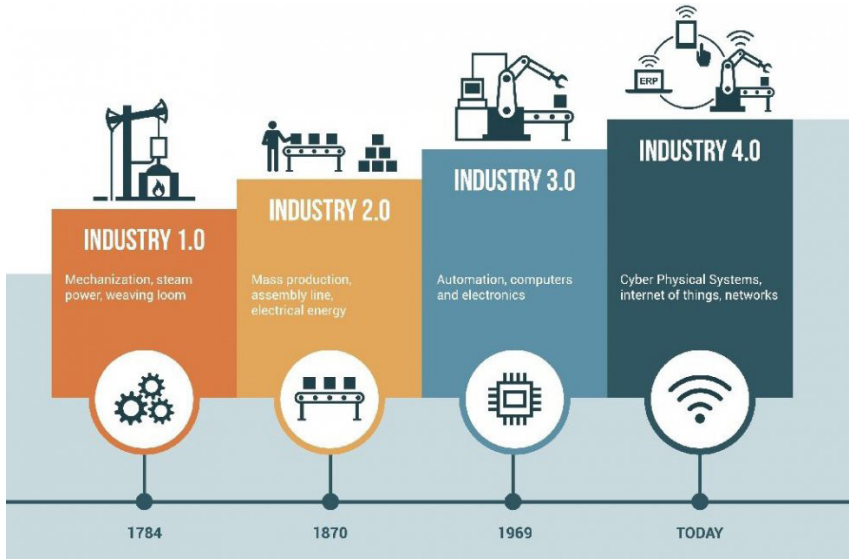 ERP
INDUSTRY 1.0
Mechanization, steam
power, weaving loom
INDUSTRY 2.0
Mass production,
assembly line,
electrical energy
INDUSTRY 3.0
Automation, computers
and electronics
INDUSTRY 4.0
Cyber Physical Systems,
internet of things, networks
1784
1870
1969
TODAY